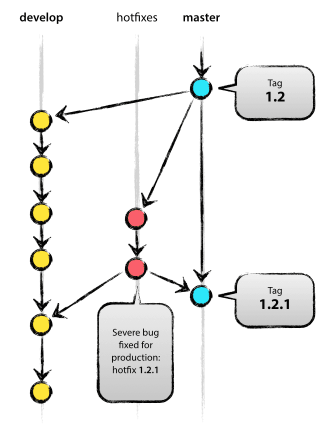 develop
hotfixes
master
Tag
1.2
Tag
1.2.1
Severe bug
fixed for
production:
hotfix 1.2.1